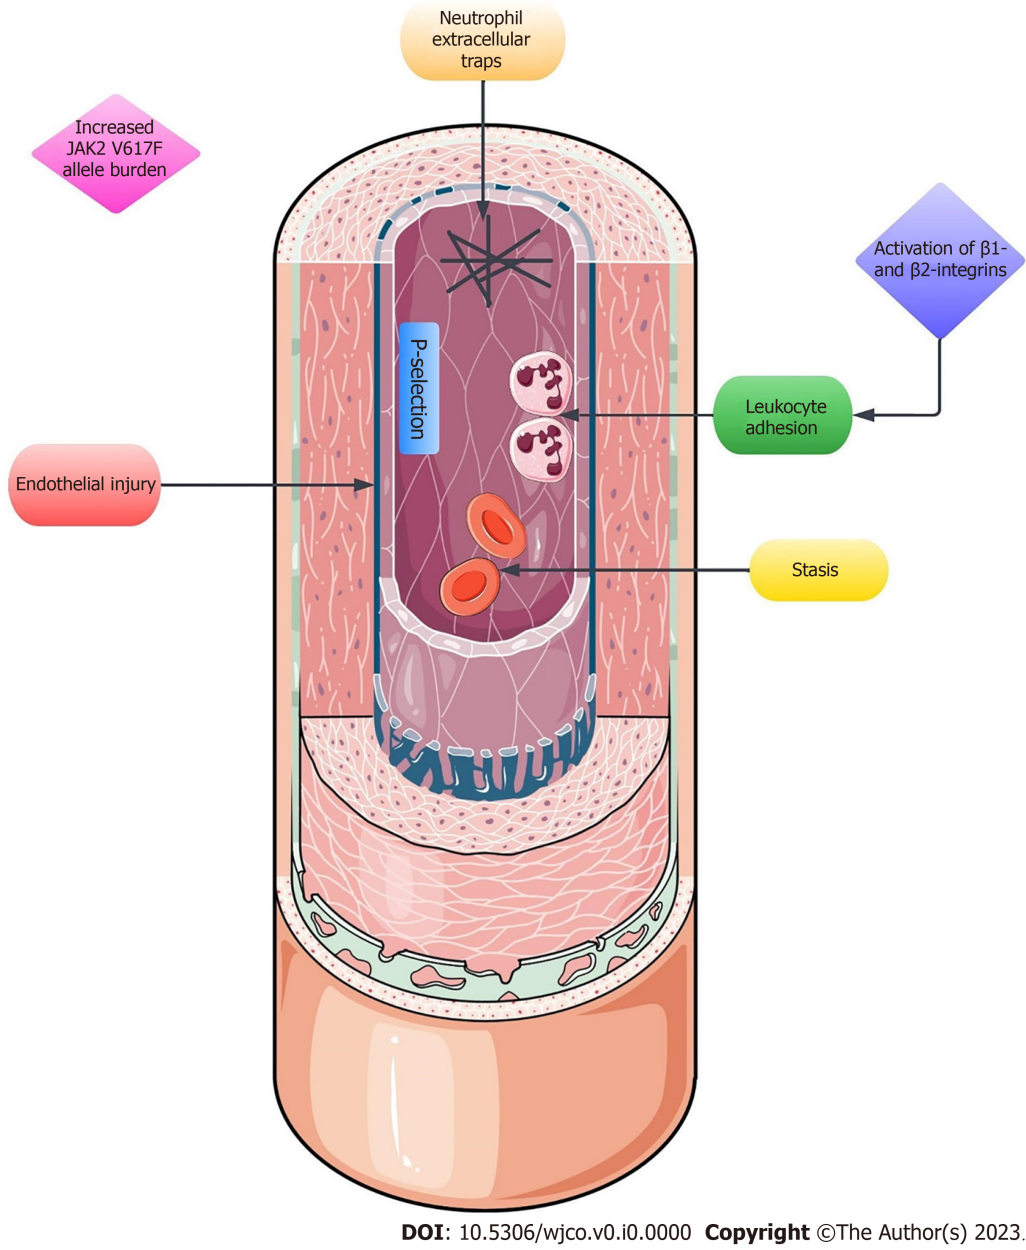 Neutrophil
extracellular
traps
Increased
JAK2 V617F
allele burden
Activation of β1-
and β2-integrins
P-selection
Leukocyte
adhesion
Endothelial injury
Stasis
DOI: 10.5306/wjco.v0.i0.0000 Copyright ©The Author(s) 2023.